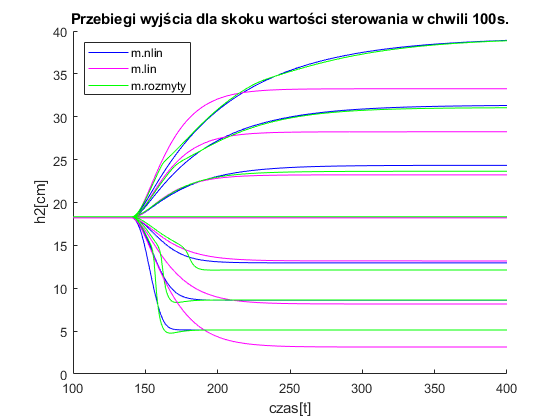 Przebiegi wyjścia dla skoku wartości sterowania w chwili 100s.
40
35
30
25
20
15
10
5
0
h2[cm]
m.nlin
m.lin
m.rozmyty
100
150
200
250
300
350
400
czas[t]